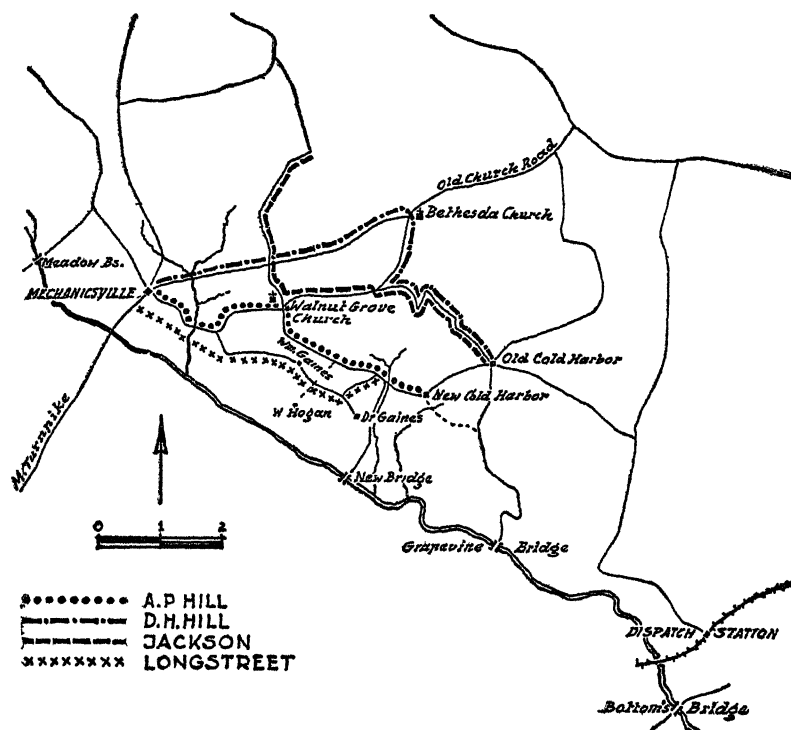 Old Church Road
Bethesda Church
Meadow Bs.
MECHANICSVILLE
Walnut Grove
Church
Wm. Gaines
Old Cold Harbor
New Cold Harbor
W Hogan
Dr Gaines
M. Turnpike
New Bridge
0 1 2
Grapevine Bridge
A.P HILL
D.H. HILL
JACKSON
LONGSTREET
DISPATCH STATION
Bottom's Bridge